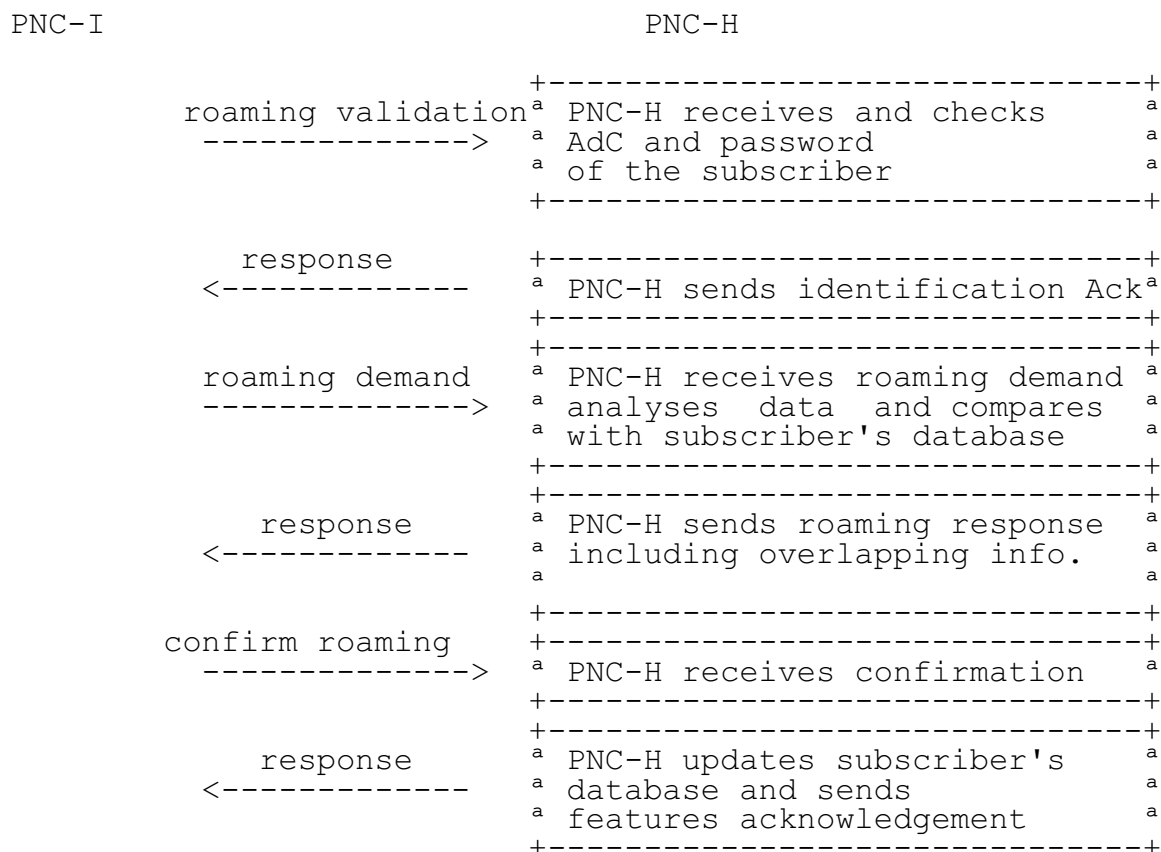 PNC-I PNC-H
+-------------------------------+
roaming validation ª PNC-H receives and checks ª
--------------> ª AdC and password ª
ª of the subscriber ª
+-------------------------------+
response +-------------------------------+
<------------- ª PNC-H sends identification Ackª
+-------------------------------+
+-------------------------------+
roaming demand ª PNC-H receives roaming demand ª
--------------> ª analyses  data  and compares ª
ª with subscriber's database ª
+-------------------------------+
+-------------------------------+
response ª PNC-H sends roaming response ª
<------------- ª including overlapping info. ª
ª ª
+-------------------------------+
confirm roaming +-------------------------------+
--------------> ª PNC-H receives confirmation ª
+-------------------------------+
+-------------------------------+
response ª PNC-H updates subscriber's ª
<------------- ª database and sends ª
ª features acknowledgement ª
+-------------------------------+